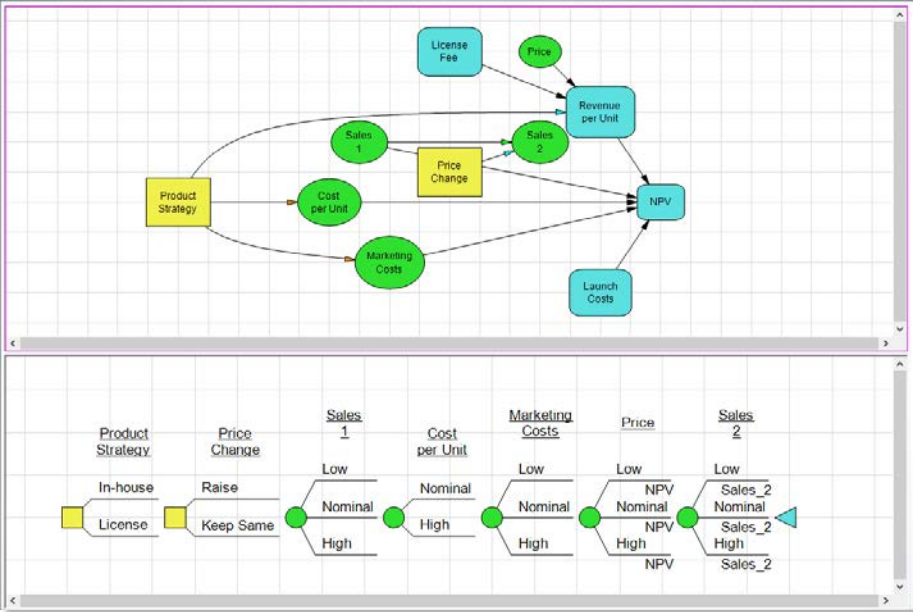 License
Fee
Price
Revenue
per Unit
Sales
1
Sales
2
Price
Change
Product
Strategy
Cost
per Unit
NPV
Marketing
Costs
Launch
Costs
Product
Strategy
Price
Change
Sales
1
Cost
per Unit
Marketing
Costs
Price
Sales
2
In-house
License
Raise
Keep Same
Low
Nominal
High
Nominal
High
Low
Nominal
High
Low
NPV
Nominal
NPV
High
NPV
Low
Sales_2
Nominal
Sales_2
High
Sales_2